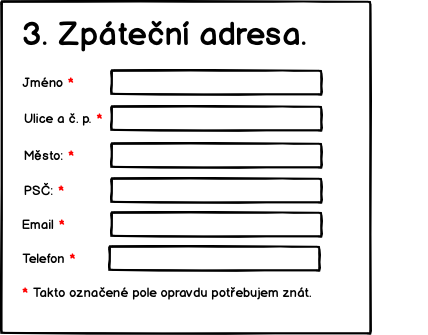 3. Zpáteční adresa.
Jméno *
Ulice a č. p. *
Město: *
PSČ: *
Email *
Telefon *
* Takto označené pole opravdu potřebujem znát.